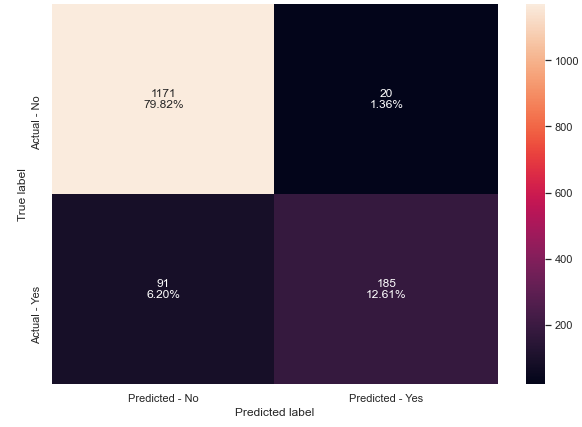 1171
79.82%
20
1.36%
91
6.20%
185
12.61%
Actual - No
Actual - Yes
True label
Predicted - No
Predicted - Yes
Predicted label
1000
800
600
400
200